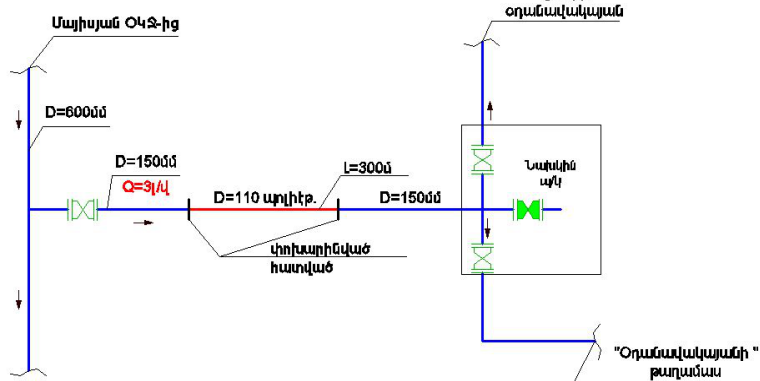 Մայիսյան ՕԿՋ-ից
օդանավակայան
D=600մմ
D=150մմ
Q=3լ/վ
L=300մ
D=110 պոլիէթ.
D=150մմ
Նախկին
պ/կ
փոխարինված
հատված
"Օդանավակայանի "
թաղամաս